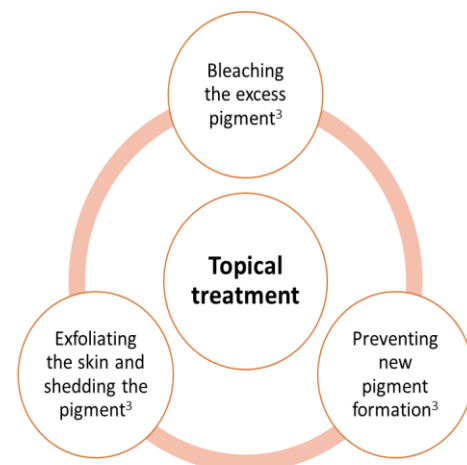 Bleaching
the excess
pigment³
Topical
treatment
Exfoliating
the skin and
shedding the
pigment³
Preventing
new
pigment
formation³